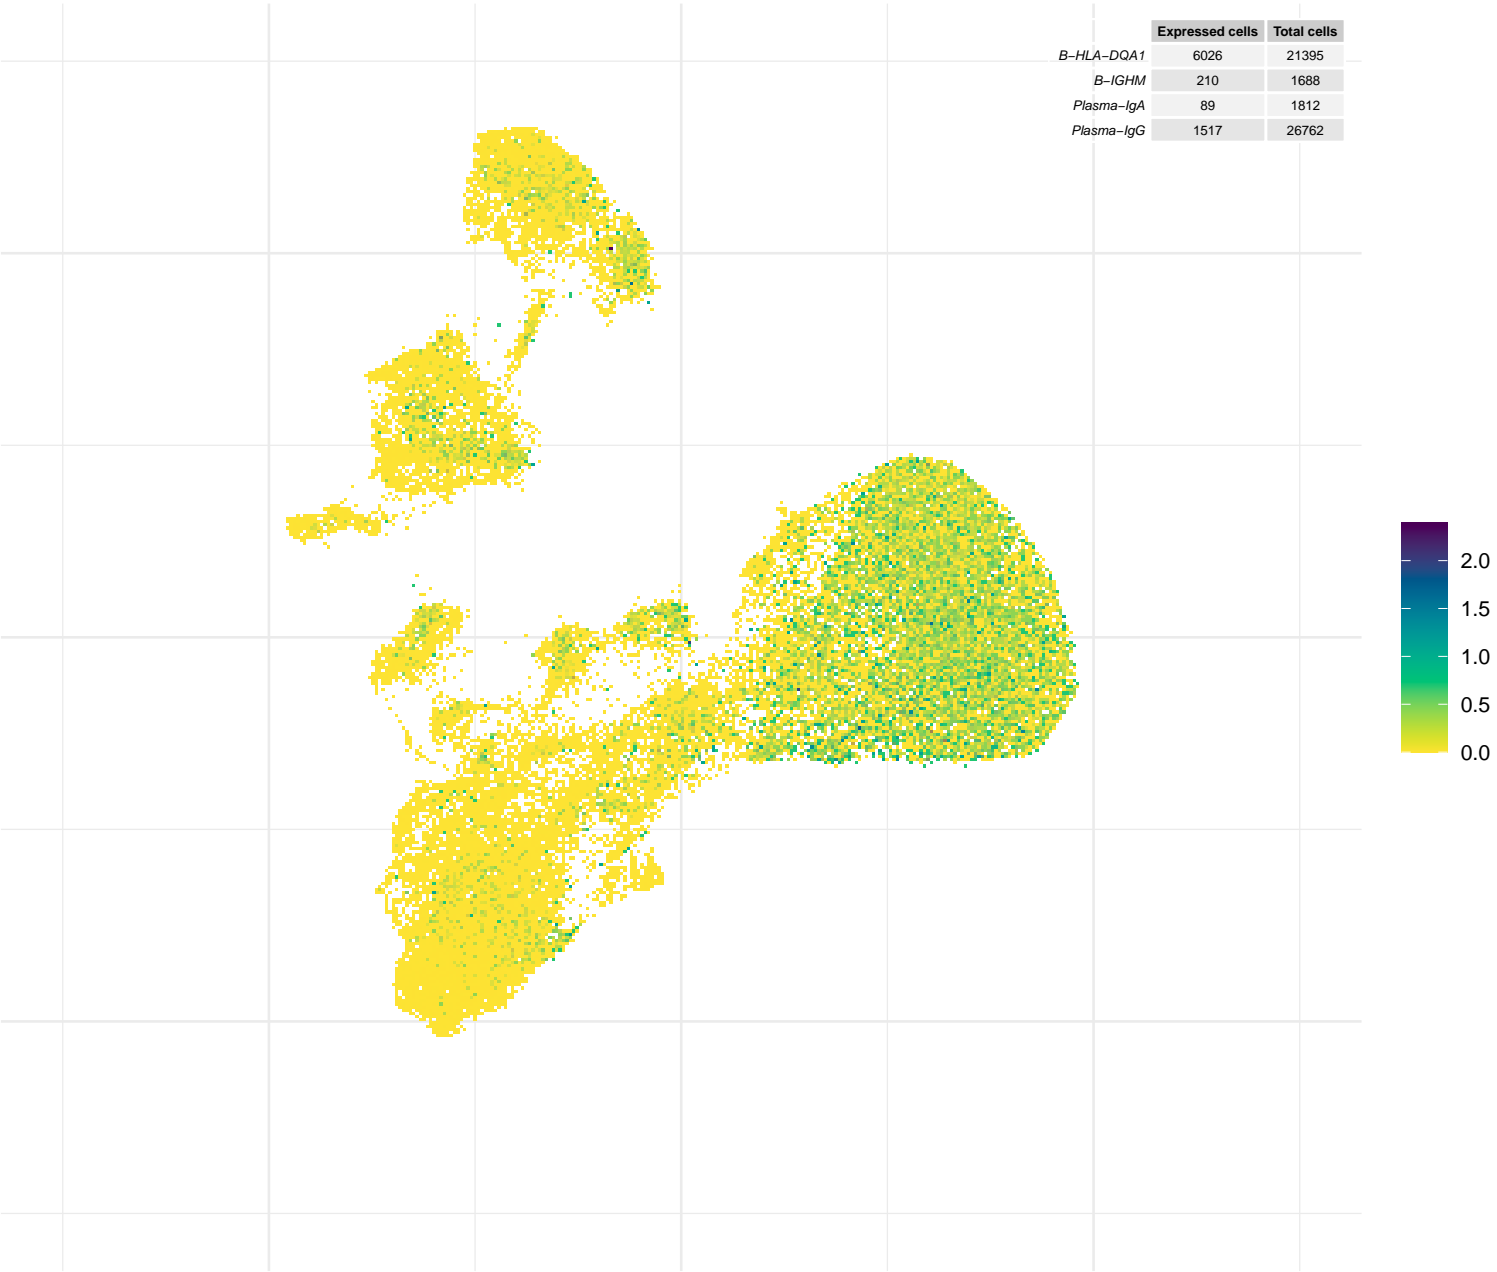 Expressed cells Total cells
B−HLA−DQA1 6026 21395
B−IGHM 210 1688
Plasma−IgA 89 1812
Plasma−IgG 1517 26762
2.0
1.5
1.0
0.5
0.0